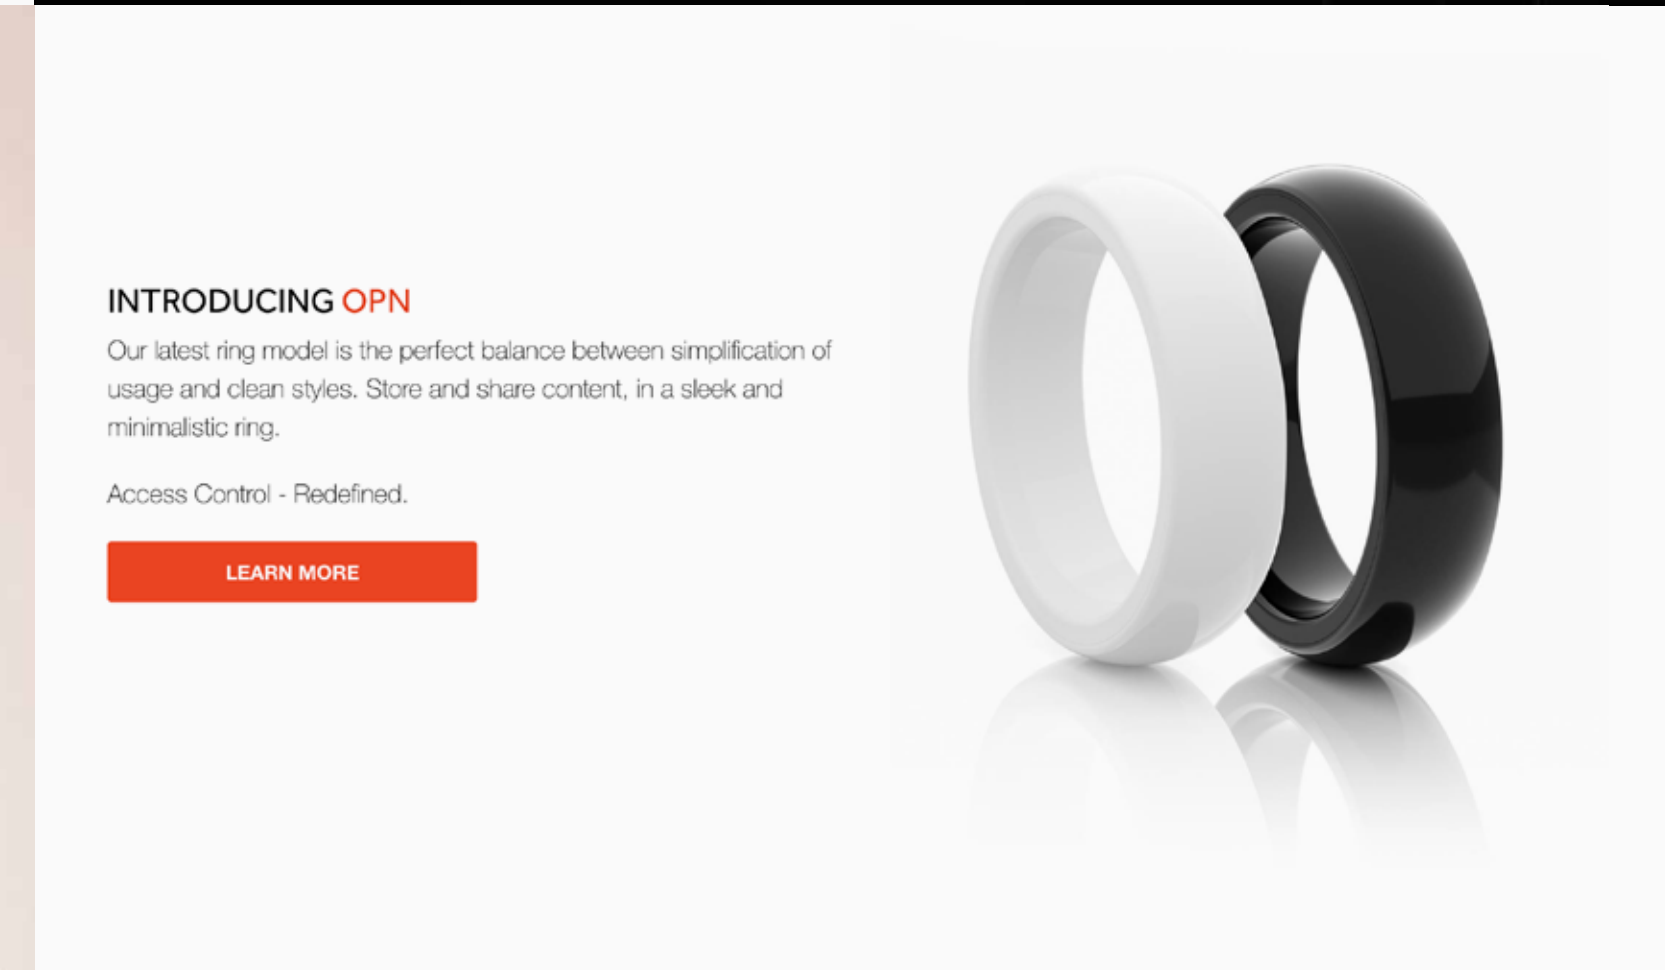 INTRODUCING OPN
Our latest ring model is the perfect balance between simplification of
usage and clean styles. Store and share content, in a sleek and
minimalistic ring.
Access Control - Redefined.
LEARN MORE